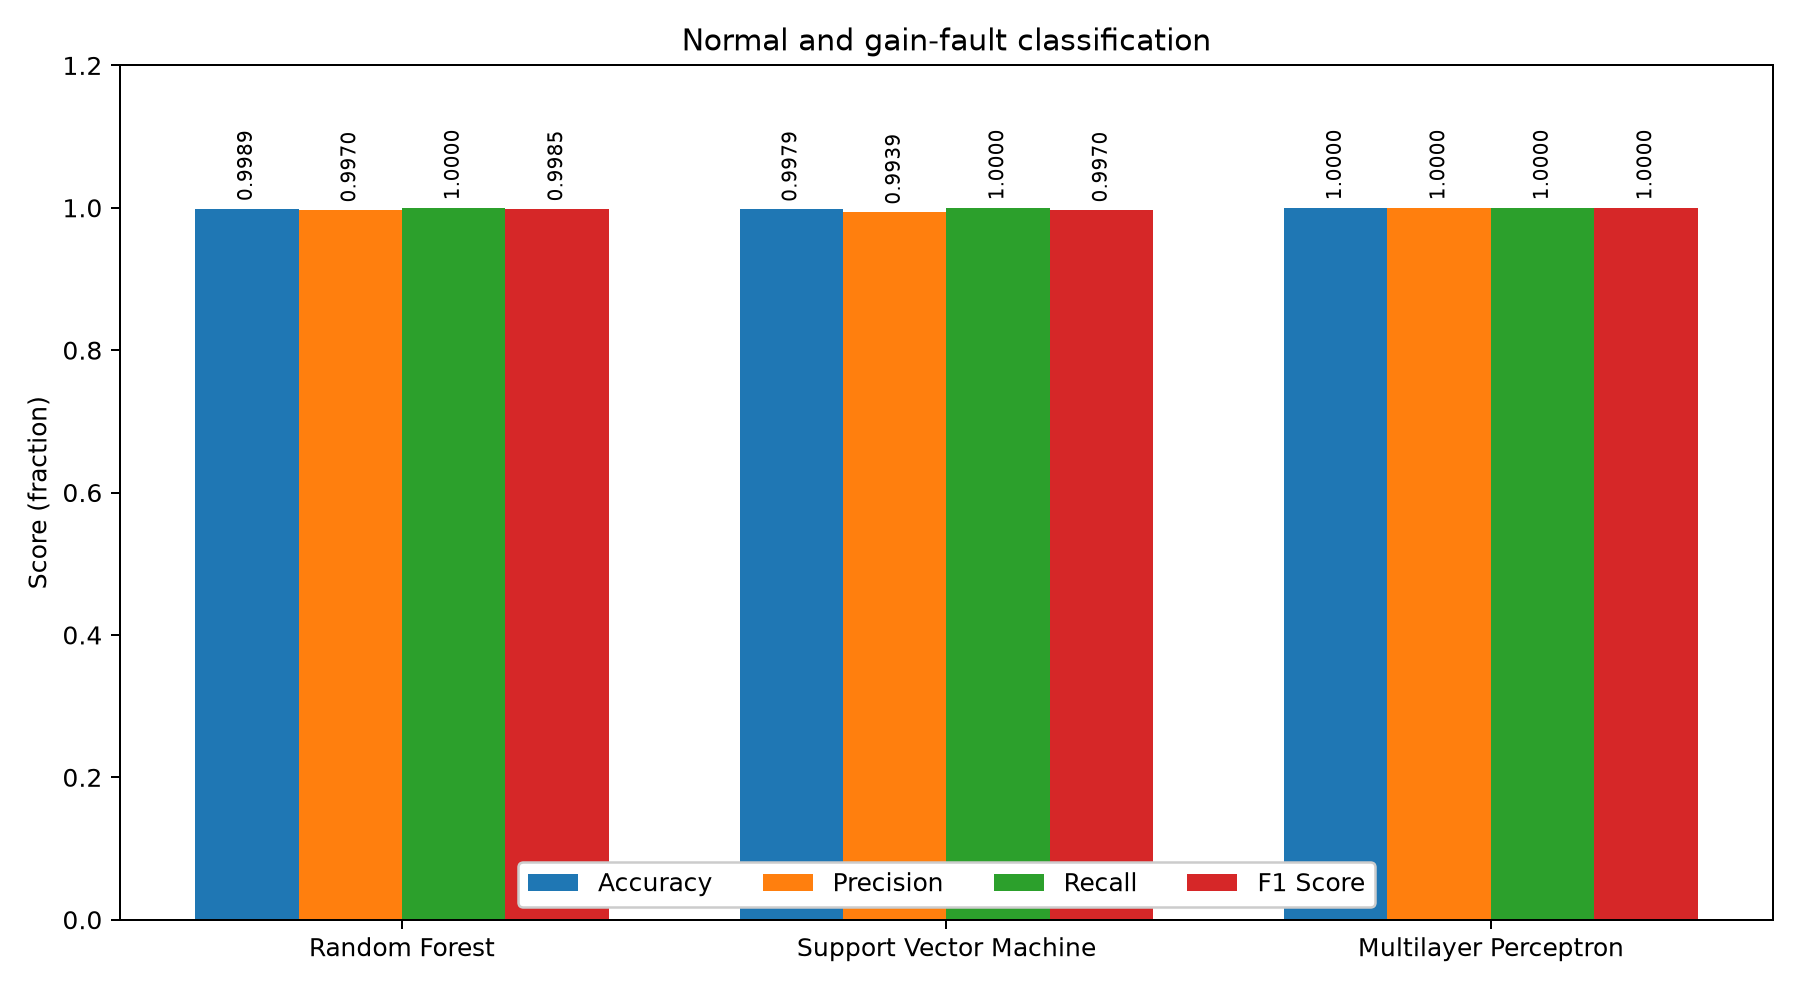 Normal and gain-fault classification
1.2
1.0
0.8
0.6
0.4
0.2
0.0
Score (fraction)
0.9989
0.9970
1.0000
0.9985
0.9979
0.9939
1.0000
0.9970
1.0000
1.0000
1.0000
1.0000
Accuracy
Precision
Recall
F1 Score
Random Forest
Support Vector Machine
Multilayer Perceptron